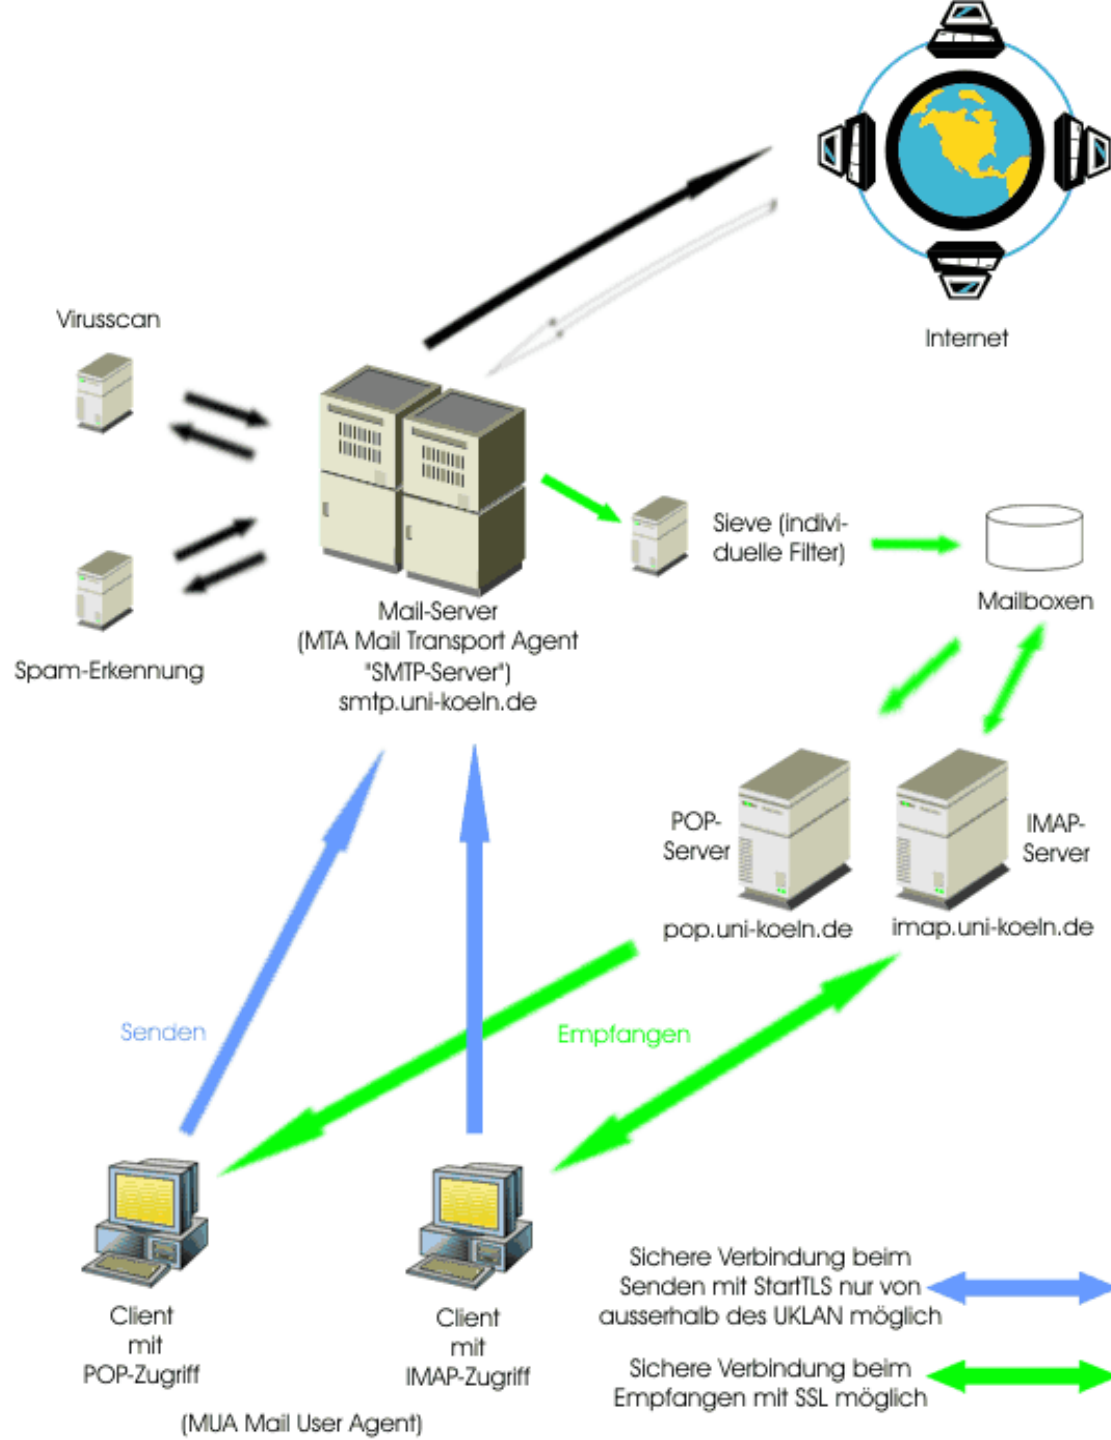 Internet
Virusscan
Sieve (indivi-
duelle Filter)
Mailboxen
Mail-Server
(MTA Mail Transport Agent
"SMTP-Server")
smtp.uni-koeln.de
Spam-Erkennung
POP-
Server
IMAP-
Server
pop.uni-koeln.de
imap.uni-koeln.de
Senden
Empfangen
Client
mit
POP-Zugriff
Client
mit
IMAP-Zugriff
(MUA Mail User Agent)
Sichere Verbindung beim
Senden mit StartTLS nur von
ausserhalb des UKLAN möglich
Sichere Verbindung beim
Empfangen mit SSL möglich